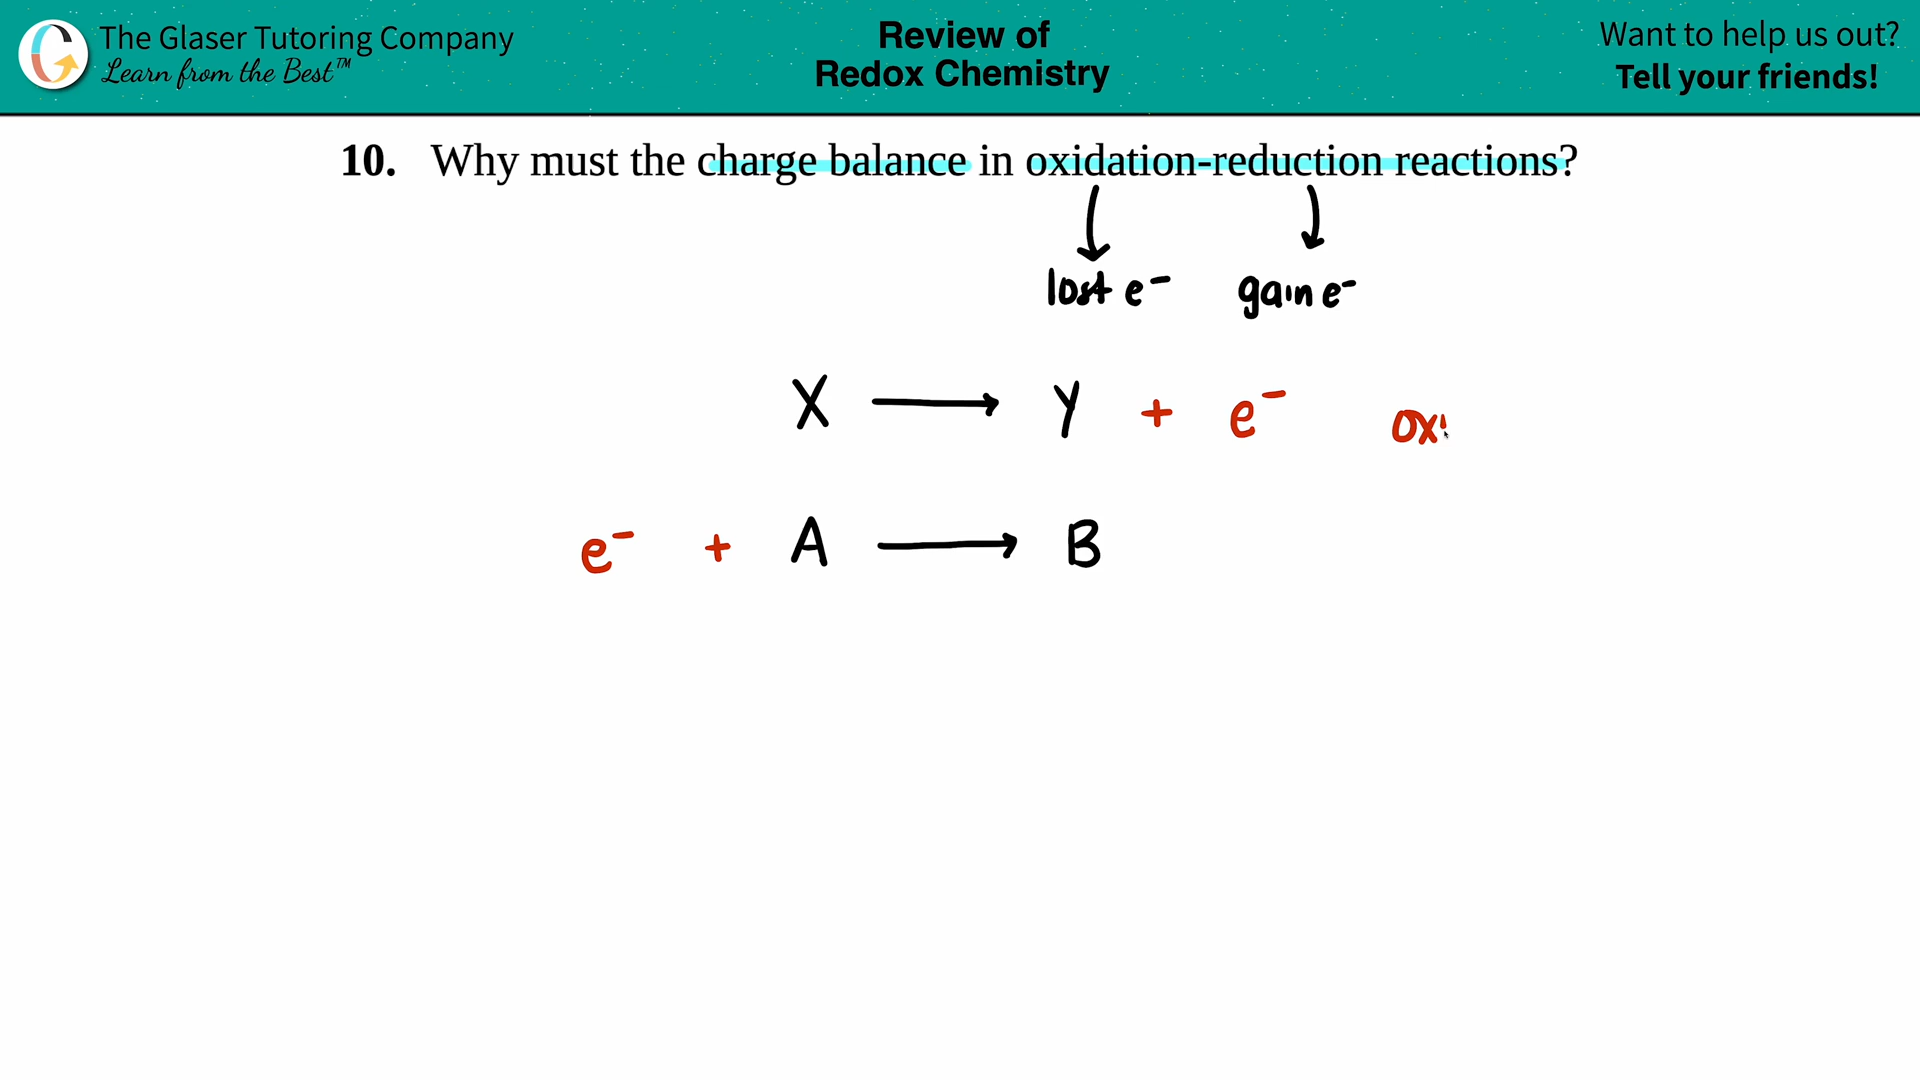 The Glaser Tutoring Company
Learn from the Best™
Review of
Redox Chemistry
Want to help us out?
Tell your friends!
10. Why must the charge balance in oxidation-reduction reactions?
lost e⁻ gain e⁻
X ⟶ Y + e⁻ oxi
e⁻ + A ⟶ B